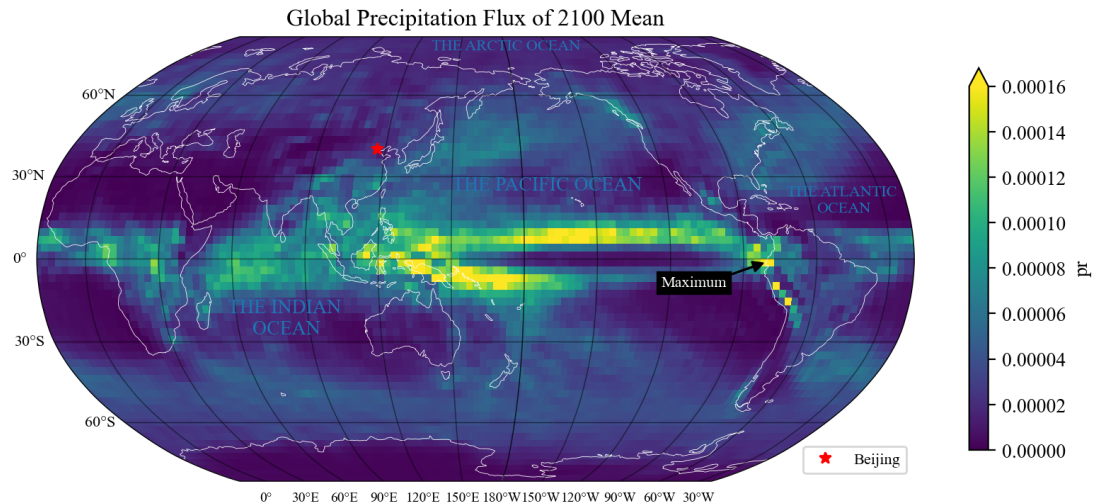 Global Precipitation Flux of 2100 Mean
THE ARCTIC OCEAN
60°N
30°N
THE PACIFIC OCEAN
THE ATLANTIC
OCEAN
0°
Maximum
THE INDIAN
OCEAN
30°S
60°S
Beijing
0°
30°E
60°E
90°E
120°E
150°E
180°W
150°W
120°W
90°W
60°W
30°W
0.00016
0.00014
0.00012
0.00010
0.00008
0.00006
0.00004
0.00002
0.00000
pr